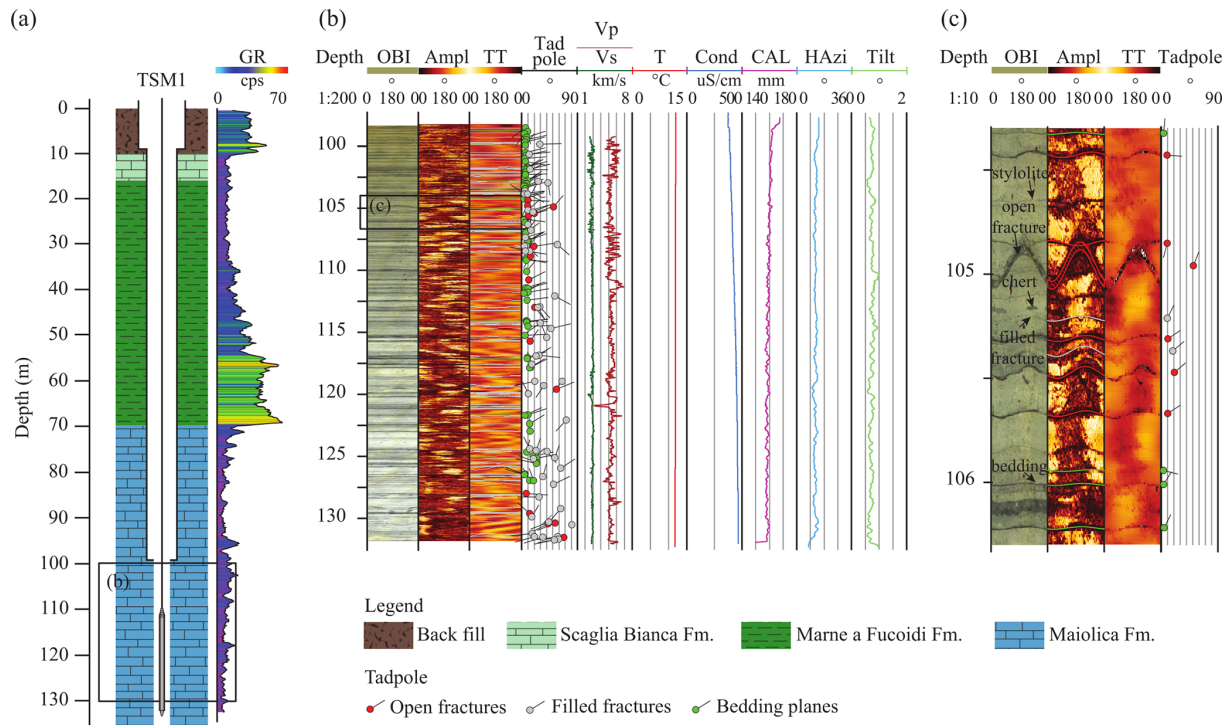 (a)
TSM1
GR
cps
0 70
0
10
20
30
40
50
60
70
80
90
100
110
120
130
Depth (m)
(b)
(b)
Depth OBI Ampl TT Tad pole Vp Vs T Cond CAL HAzi Tilt
° ° ° ° km/s °C uS/cm mm ° °
1:200 0 180 0 0 180 0 0 180 0 0 90 1 8 0 15 0 500 140 180 0 360 0 2
100
105
110
115
120
125
130
(c)
(c)
Depth OBI Ampl TT Tadpole
° ° ° °
1:10 0 180 0 0 180 0 0 180 0 0 90
stylolite
open
fracture
105
chert
filled
fracture
bedding
106
Legend
Back fill Scaglia Bianca Fm. Marne a Fucoidi Fm. Maiolica Fm.
Tadpole
Open fractures Filled fractures Bedding planes